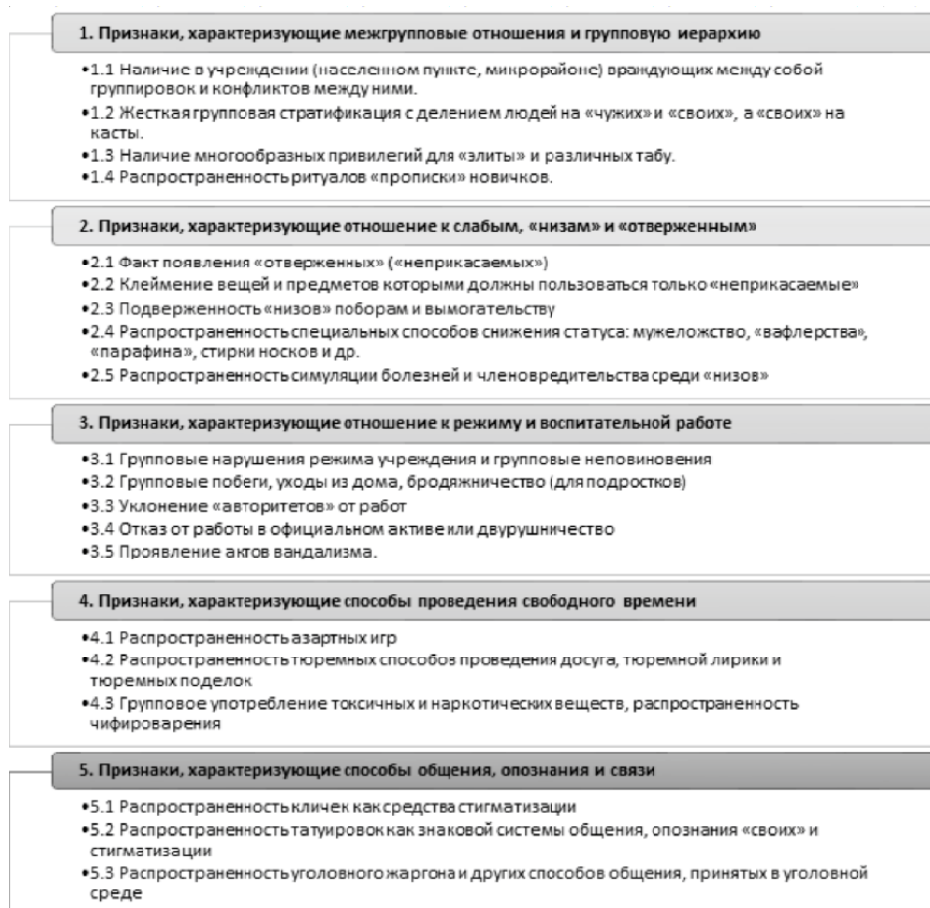 1. Признаки, характеризующие межгрупповые отношения и групповую иерархию
•1.1 Наличие в учреждении (населенном пункте, микрорайоне) враждующих между собой
группировок и конфликтов между ними.
•1.2 Жесткая групповая стратификация с делением людей на «чужих» и «своих», а «своих» на
касты.
•1.3 Наличие многообразных привилегий для «элиты» и различных табу.
•1.4 Распространенность ритуалов «прописки» новичков.
2. Признаки, характеризующие отношение к слабым, «низам» и «отверженным»
•2.1 Факт появления «отверженных» («неприкасаемых»)
•2.2 Клеймение вещей и предметов которыми должны пользоваться только «неприкасаемые»
•2.3 Подверженность «низов» поборам и вымогательству
•2.4 Распространенность специальных способов снижения статуса: мужеложство, «вафлерства»,
«парафина», стирки носков и др.
•2.5 Распространенность симуляции болезней и членовредительства среди «низов»
3. Признаки, характеризующие отношение к режиму и воспитательной работе
•3.1 Групповые нарушения режима учреждения и групповые неповиновения
•3.2 Групповые побеги, уходы из дома, бродяжничество (для подростков)
•3.3 Уклонение «авторитетов» от работ
•3.4 Отказ от работы в официальном активе или двурушничество
•3.5 Проявление актов вандализма.
4. Признаки, характеризующие способы проведения свободного времени
•4.1 Распространенность азартных игр
•4.2 Распространенность тюремных способов проведения досуга, тюремной лирики и
тюремных поделок
•4.3 Групповое употребление токсичных и наркотических веществ, распространенность
чифироварения
5. Признаки, характеризующие способы общения, опознания и связи
•5.1 Распространенность кличек как средства стигматизации
•5.2 Распространенность татуировок как знаковой системы общения, опознания «своих» и
стигматизации
•5.3 Распространенность уголовного жаргона и других способов общения, принятых в уголовной
среде